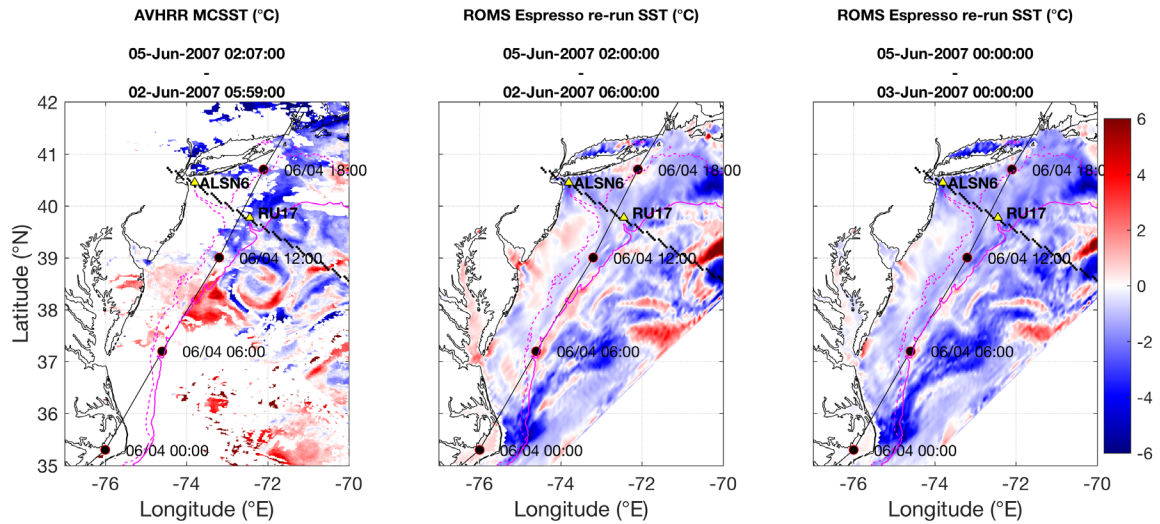 AVHRR MCSST (°C)
05-Jun-2007 02:07:00
-
02-Jun-2007 05:59:00
42
41
40
39
38
37
36
35
Latitude (°N)
-76
-74
-72
-70
Longitude (°E)
ALSN6
RU17
06/04 18:00
06/04 12:00
06/04 06:00
06/04 00:00
ROMS Espresso re-run SST (°C)
05-Jun-2007 02:00:00
-
02-Jun-2007 06:00:00
-76
-74
-72
-70
Longitude (°E)
ALSN6
RU17
06/04 18:00
06/04 12:00
06/04 06:00
06/04 00:00
ROMS Espresso re-run SST (°C)
05-Jun-2007 00:00:00
-
03-Jun-2007 00:00:00
-76
-74
-72
-70
Longitude (°E)
ALSN6
RU17
06/04 18:00
06/04 12:00
06/04 06:00
06/04 00:00
6
4
2
0
-2
-4
-6